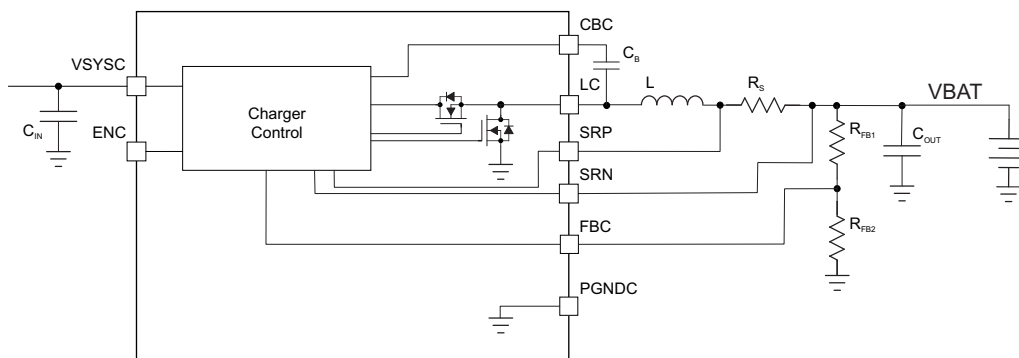 CBC
C_B
VSYSC
LC
L
R_S
VBAT
Charger
Control
C_IN
ENC
SRP
R_FB1
C_OUT
SRN
FBC
R_FB2
PGNDC